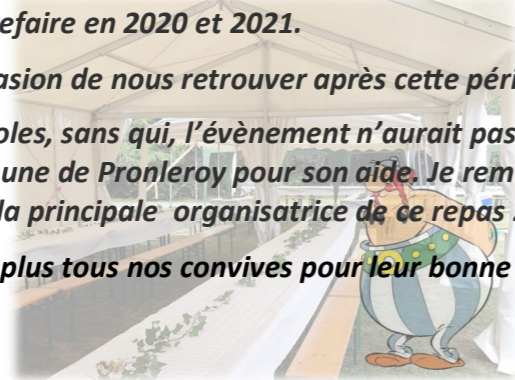 efaire en 2020 et 2021.
asion de nous retrouver après cette péri
oles, sans qui, l’évènement n’aurait pas
une de Pronleroy pour son aide. Je rem
la principale organisatrice de ce repas .
plus tous nos convives pour leur bonne